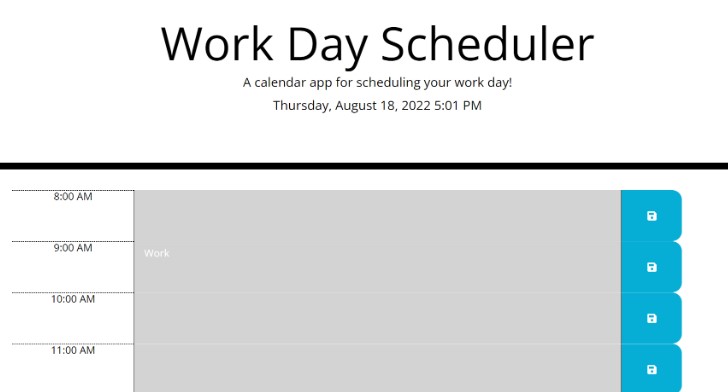 Work Day Scheduler
A calendar app for scheduling your work day!
Thursday, August 18, 2022 5:01 PM
8:00 AM
9:00 AM
Work
10:00 AM
11:00 AM